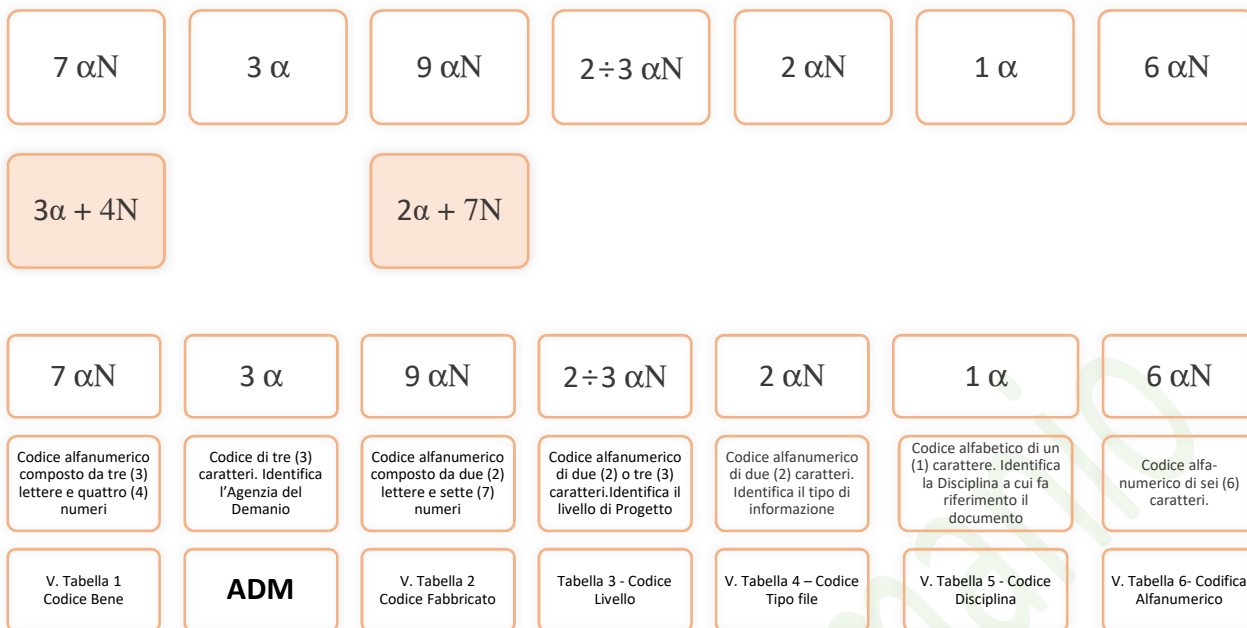 7 αN
3 α
9 αN
2÷3 αN
2 αN
1 α
6 αN
3α + 4N
2α + 7N
7 αN
3 α
9 αN
2÷3 αN
2 αN
1 α
6 αN
Codice alfanumerico
composto da tre (3)
lettere e quattro (4)
numeri
Codice di tre (3)
caratteri. Identifica
l’Agenzia del
Demanio
Codice alfanumerico
composto da due (2)
lettere e sette (7)
numeri
Codice alfanumerico
di due (2) o tre (3)
caratteri.Identifica il
livello di Progetto
Codice alfanumerico
di due (2) caratteri.
Identifica il tipo di
informazione
Codice alfabetico di un
(1) carattere. Identifica
la Disciplina a cui fa
riferimento il
documento
Codice alfa-
numerico di sei (6)
caratteri.
V. Tabella 1
Codice Bene
ADM
V. Tabella 2
Codice Fabbricato
Tabella 3 - Codice
Livello
V. Tabella 4 – Codice
Tipo file
V. Tabella 5 - Codice
Disciplina
V. Tabella 6- Codifica
Alfanumerico